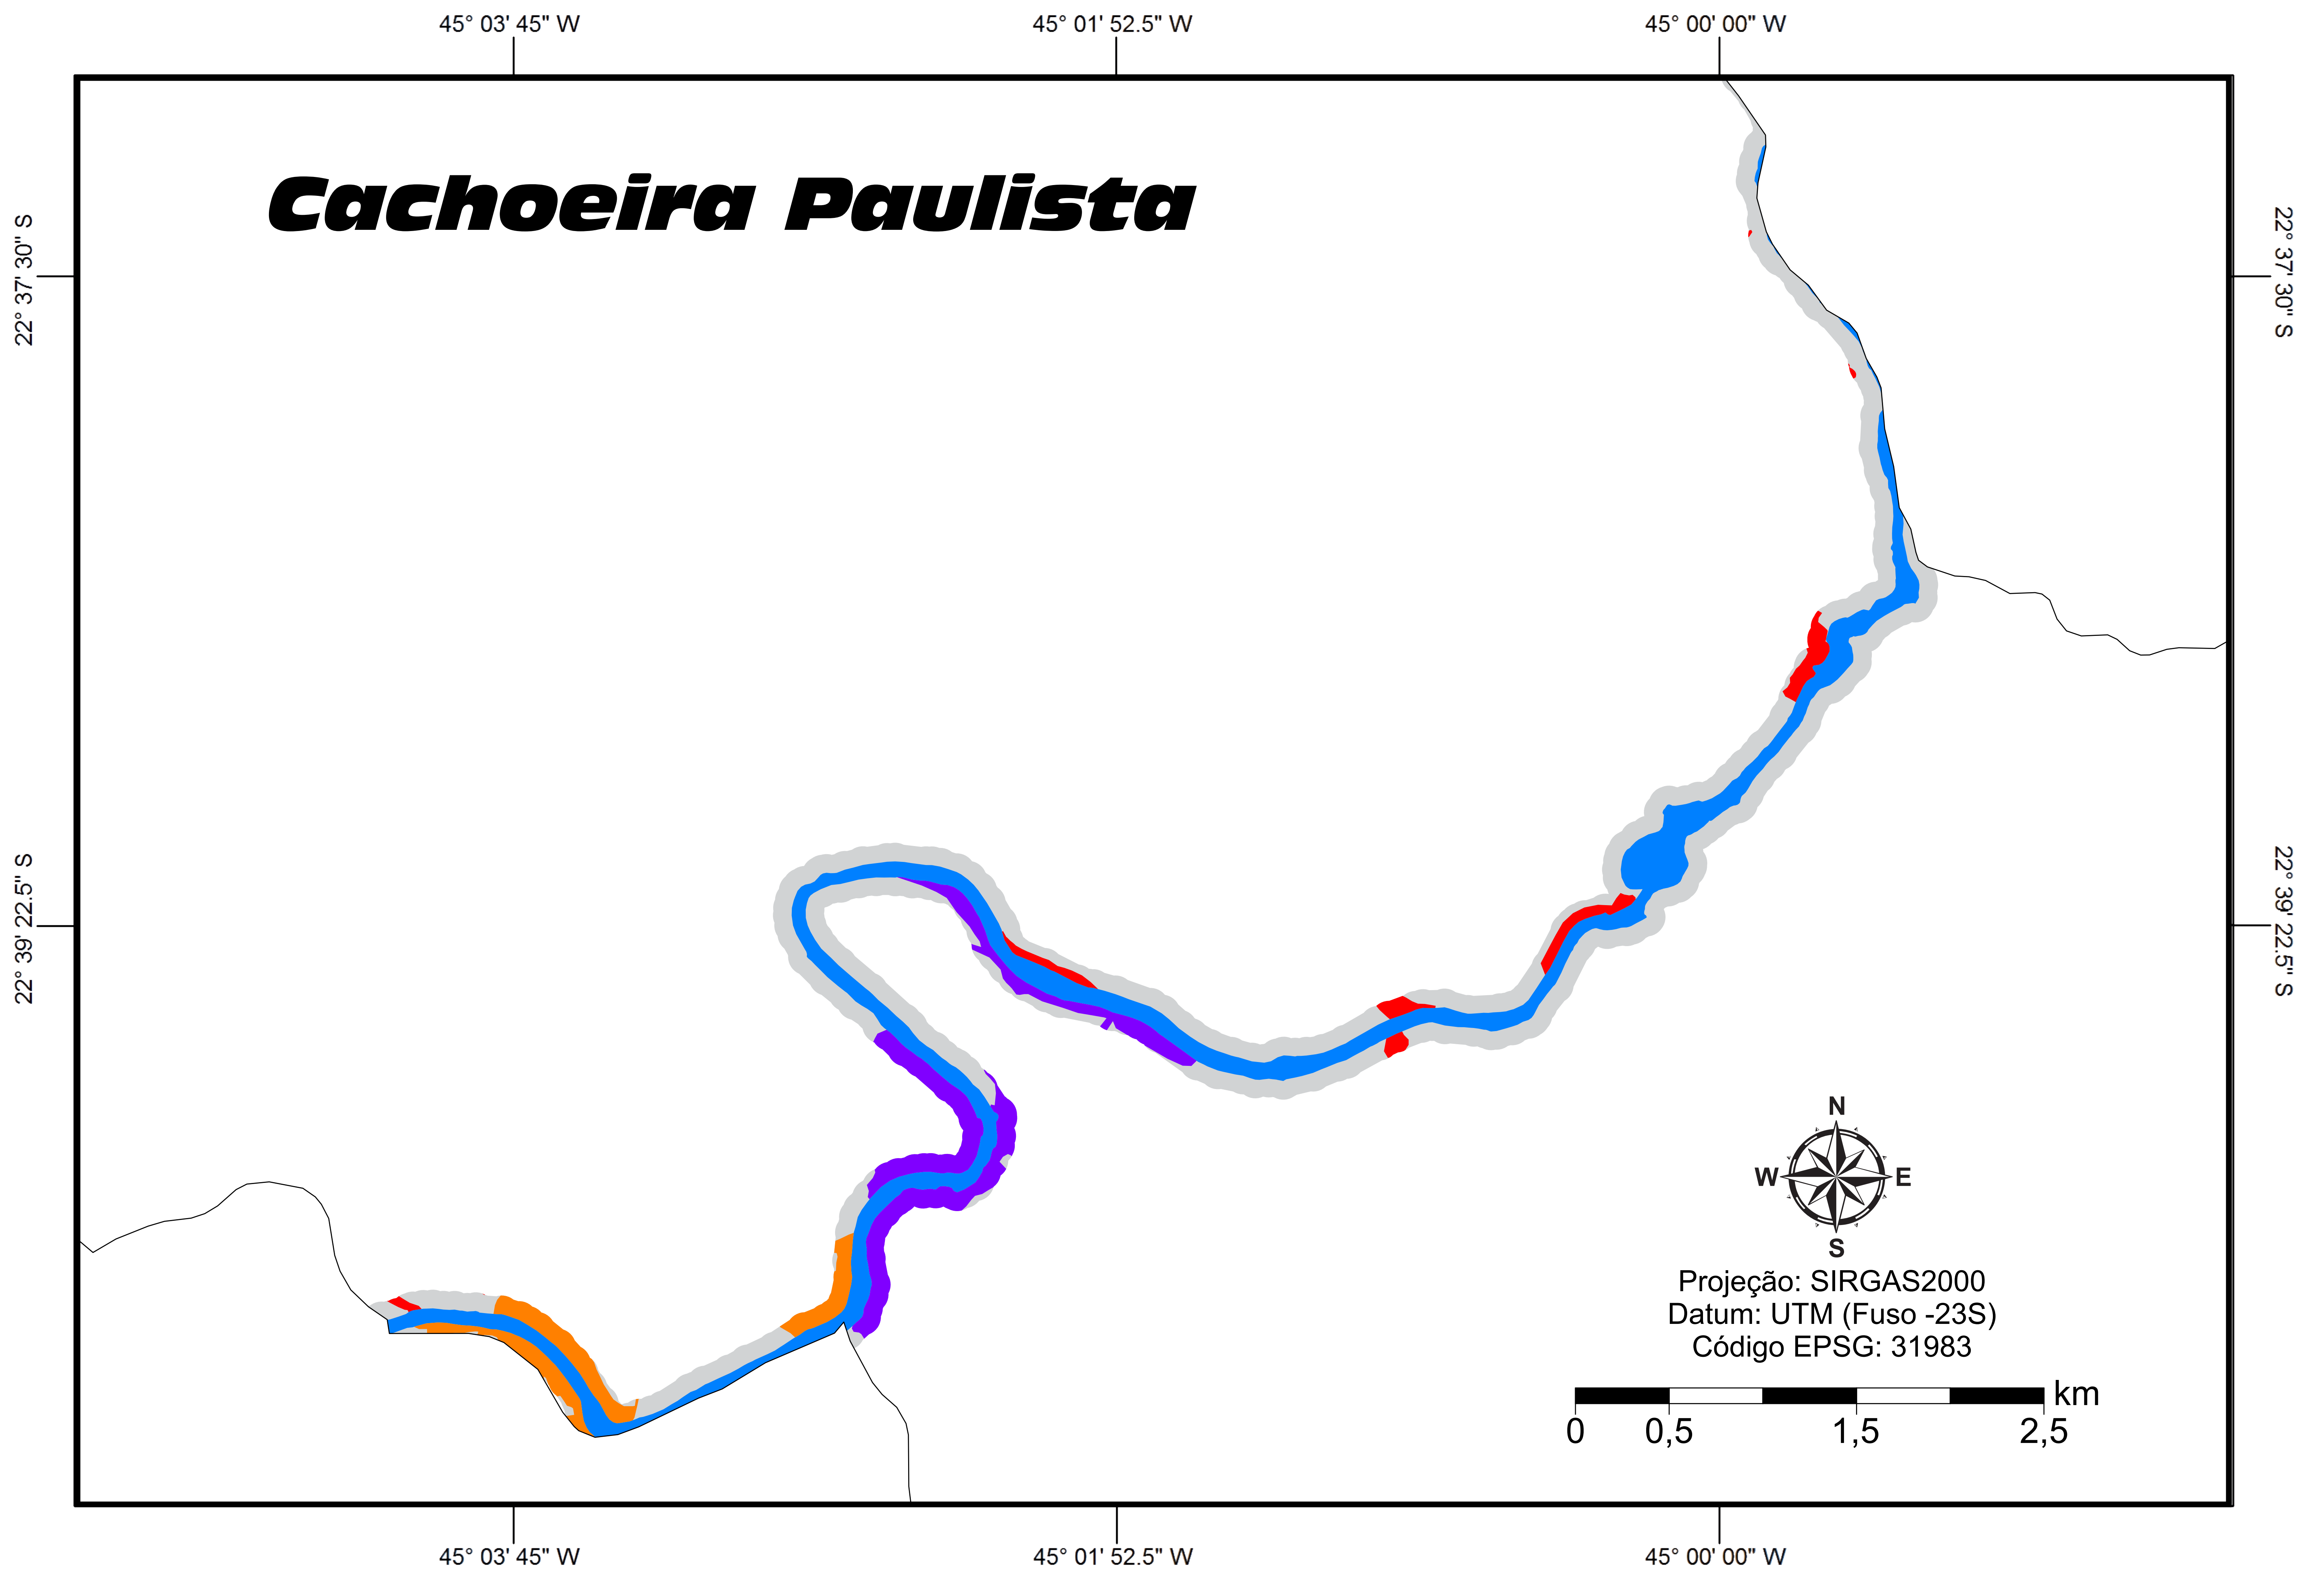 45° 03' 45" W
45° 01' 52.5" W
45° 00' 00" W
Cachoeira Paulista
22° 37' 30" S
22° 37' 30" S
22° 39' 22.5" S
22° 39' 22.5" S
N
W
E
S
Projeção: SIRGAS2000
Datum: UTM (Fuso -23S)
Código EPSG: 31983
km
0 0,5 1,5 2,5
45° 03' 45" W
45° 01' 52.5" W
45° 00' 00" W